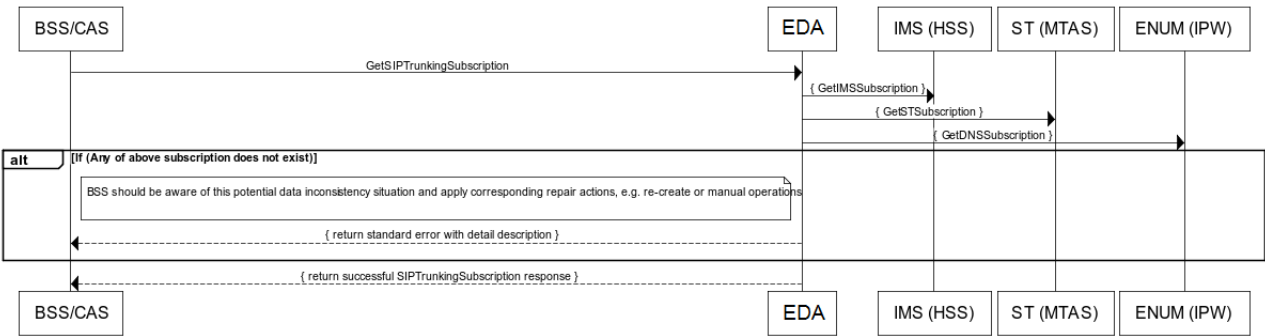 BSS/CAS EDA IMS (HSS) ST (MTAS) ENUM (IPW)
GetSIPTrunkingSubscription
{ GetIMSSubscription }
{ GetSTSubscription }
{ GetDNSSubscription }
alt [If (Any of above subscription does not exist)]
BSS should be aware of this potential data inconsistency situation and apply corresponding repair actions, e.g. re-create or manual operations
{ return standard error with detail description }
{ return successful SIPTrunkingSubscription response }
BSS/CAS EDA IMS (HSS) ST (MTAS) ENUM (IPW)